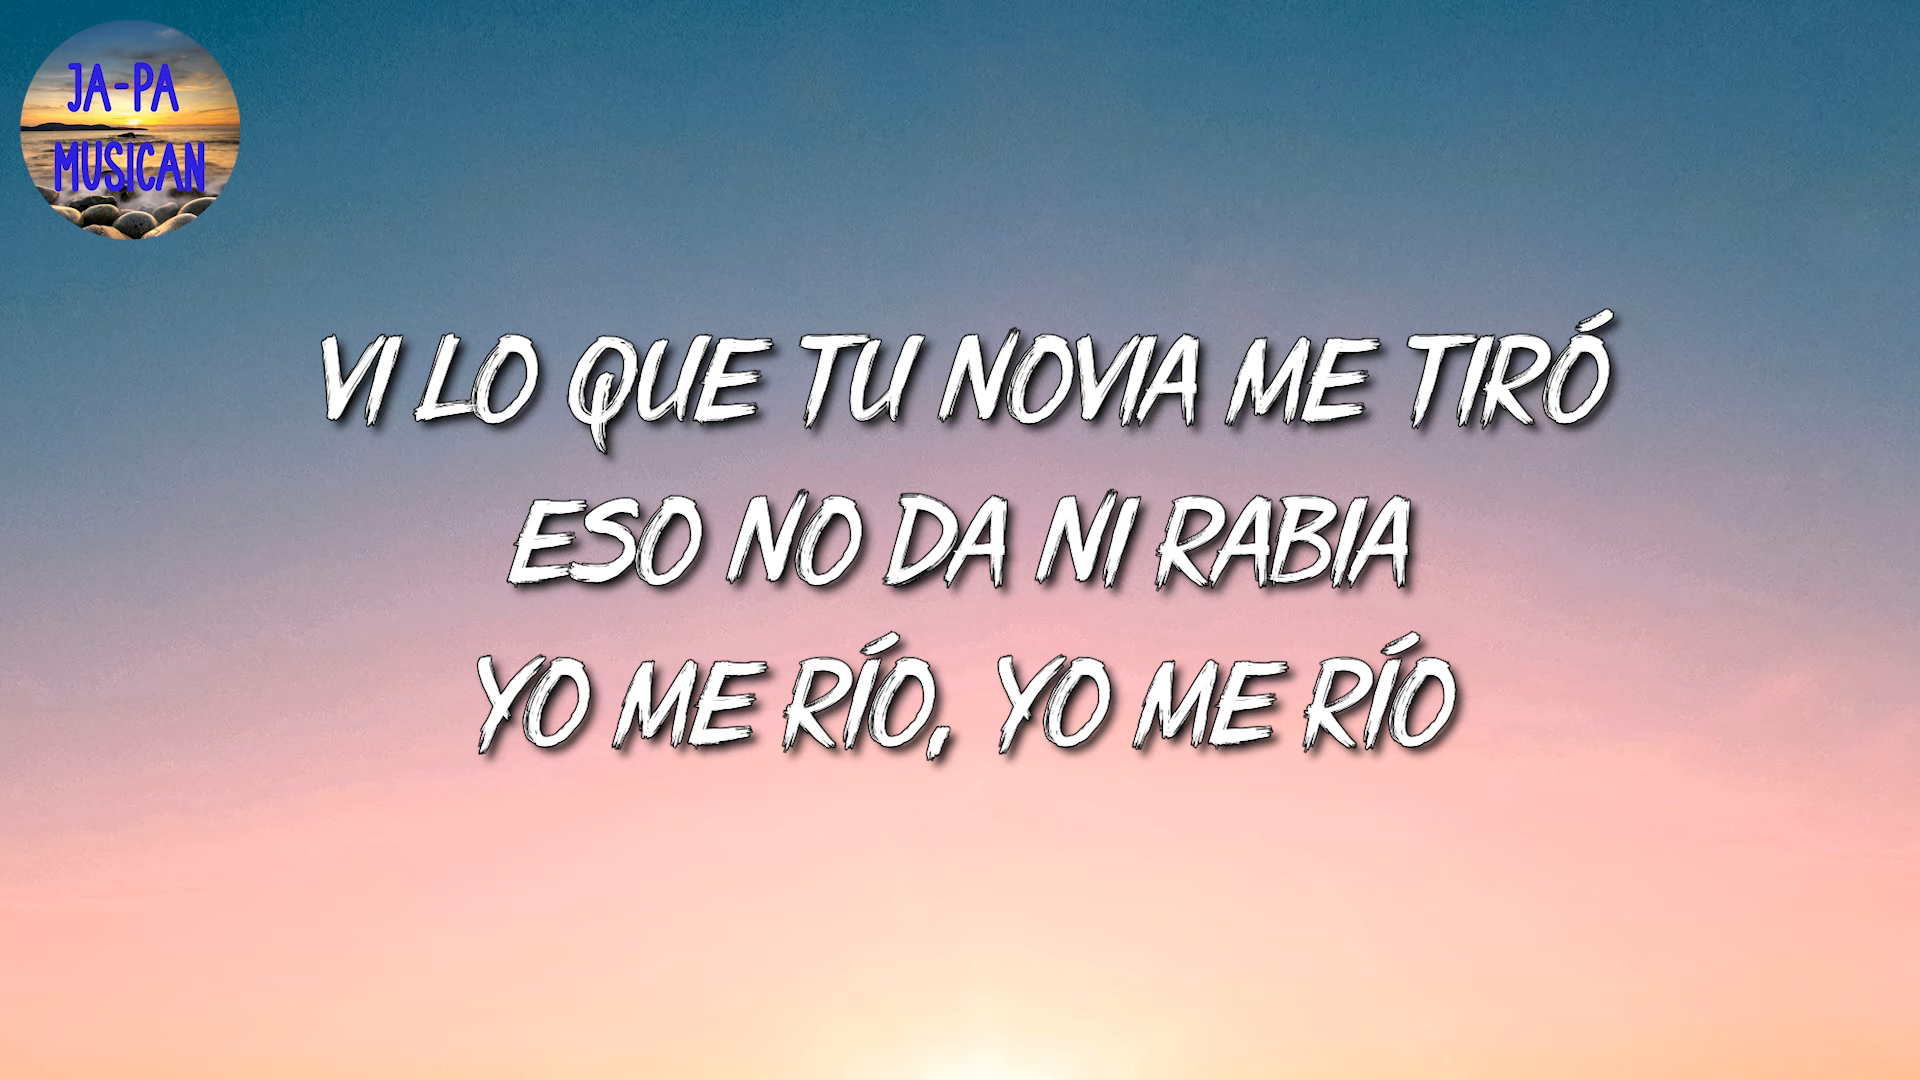 JA-PA
MUSICAN
VI LO QUE TU NOVIA ME TIRÓ
ESO NO DA NI RABIA
YO ME RÍO, YO ME RÍO